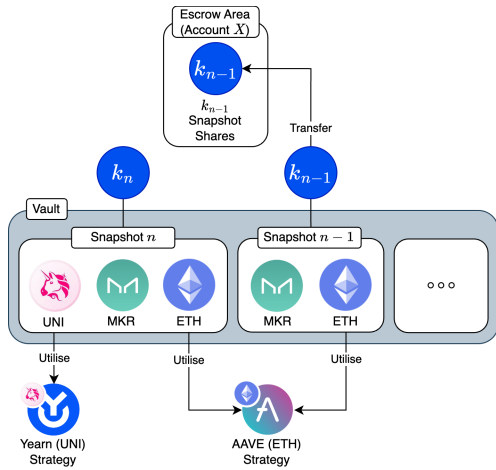 Escrow Area
(Account X)
k_{n-1}
k_{n-1}
Snapshot
Shares
Transfer
k_n
k_{n-1}
Vault
Snapshot n
Snapshot n − 1
UNI
MKR
ETH
MKR
ETH
Utilise
Utilise
Utilise
Yearn (UNI)
Strategy
AAVE (ETH)
Strategy